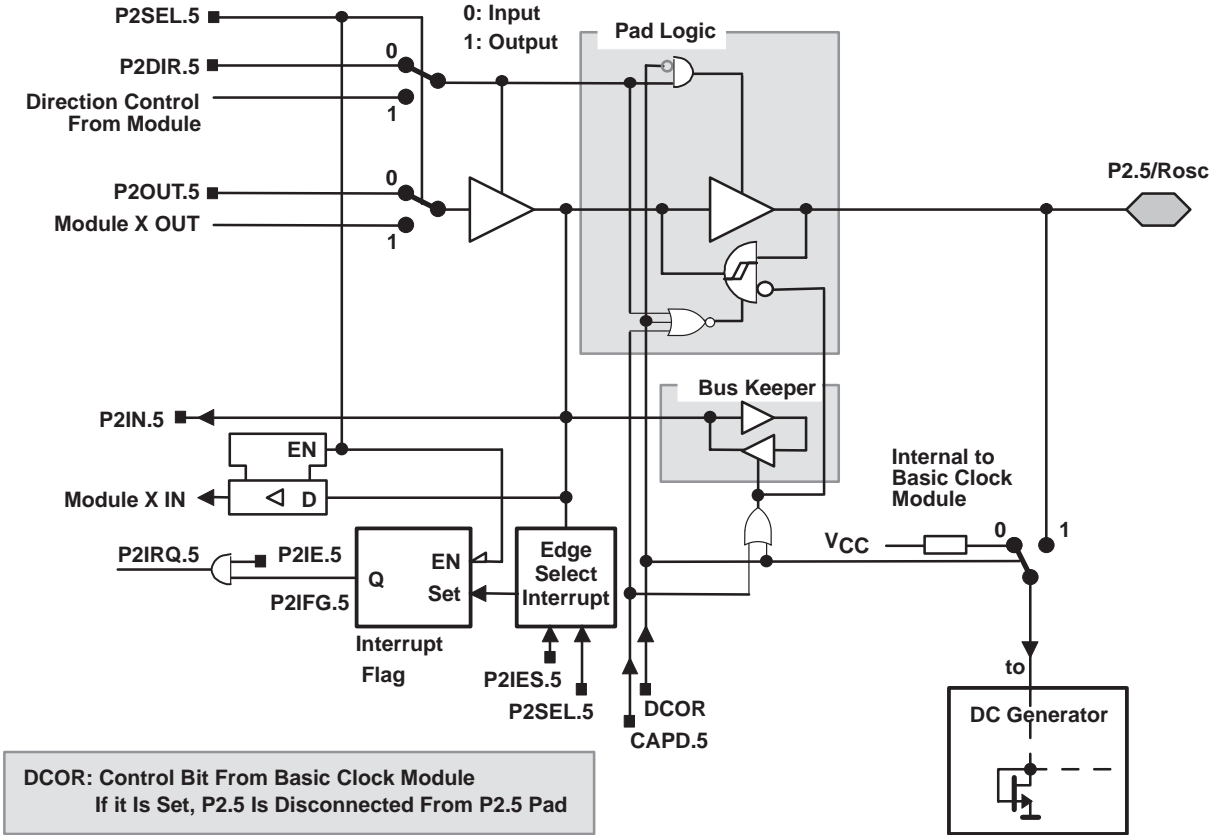 P2SEL.5
0: Input
1: Output
Pad Logic
P2DIR.5
0
Direction Control
From Module
1
P2OUT.5
0
Module X OUT
1
P2.5/Rosc
Bus Keeper
P2IN.5
EN
Module X IN
D
Internal to
Basic Clock
Module
VCC
0
1
P2IRQ.5
P2IE.5
P2IFG.5
Q
EN
Set
Interrupt
Flag
Edge
Select
Interrupt
P2IES.5
P2SEL.5
DCOR
CAPD.5
to
DC Generator
DCOR: Control Bit From Basic Clock Module
If it Is Set, P2.5 Is Disconnected From P2.5 Pad